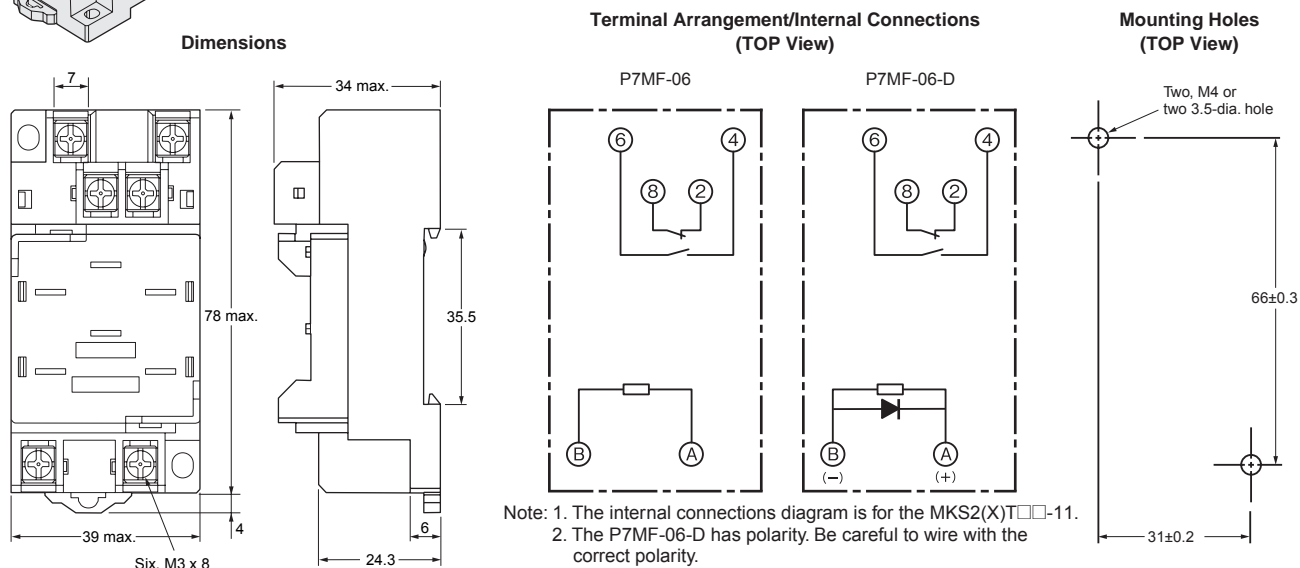 Dimensions
7
34 max.
78 max.
35.5
39 max.
4
6
24.3
Six, M3 x 8
Terminal Arrangement/Internal Connections
(TOP View)
P7MF-06
6
4
8
2
B
A
P7MF-06-D
6
4
8
2
B
A
(−)
(+)
Note: 1. The internal connections diagram is for the MKS2(X)T□□-11.
2. The P7MF-06-D has polarity. Be careful to wire with the
correct polarity.
Mounting Holes
(TOP View)
Two, M4 or
two 3.5-dia. hole
66±0.3
31±0.2